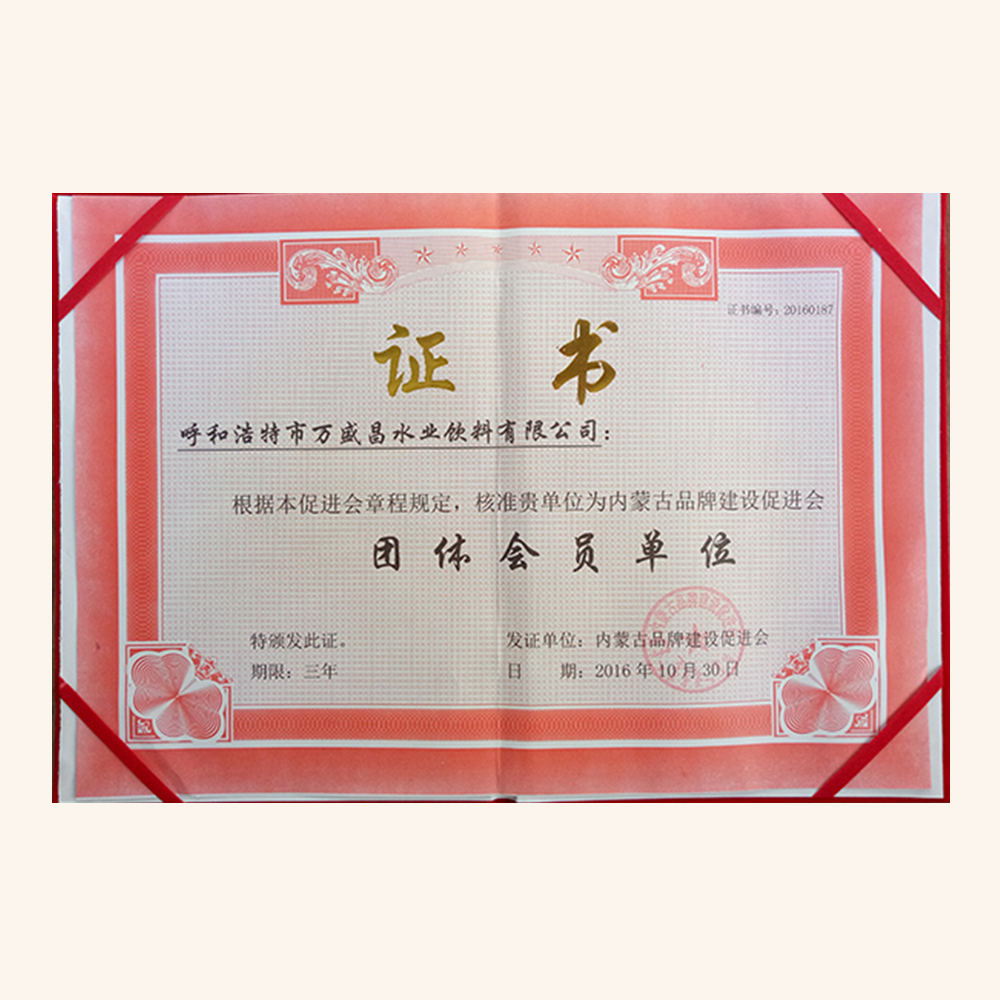 证书编号：20160187
证书
呼和浩特市万盛昌水业饮料有限公司：
根据本促进会章程规定，核准贵单位为内蒙古品牌建设促进会
团体会员单位
特颁发此证。
期限：三年
发证单位：内蒙古品牌建设促进会
日　期：2016年10月30日